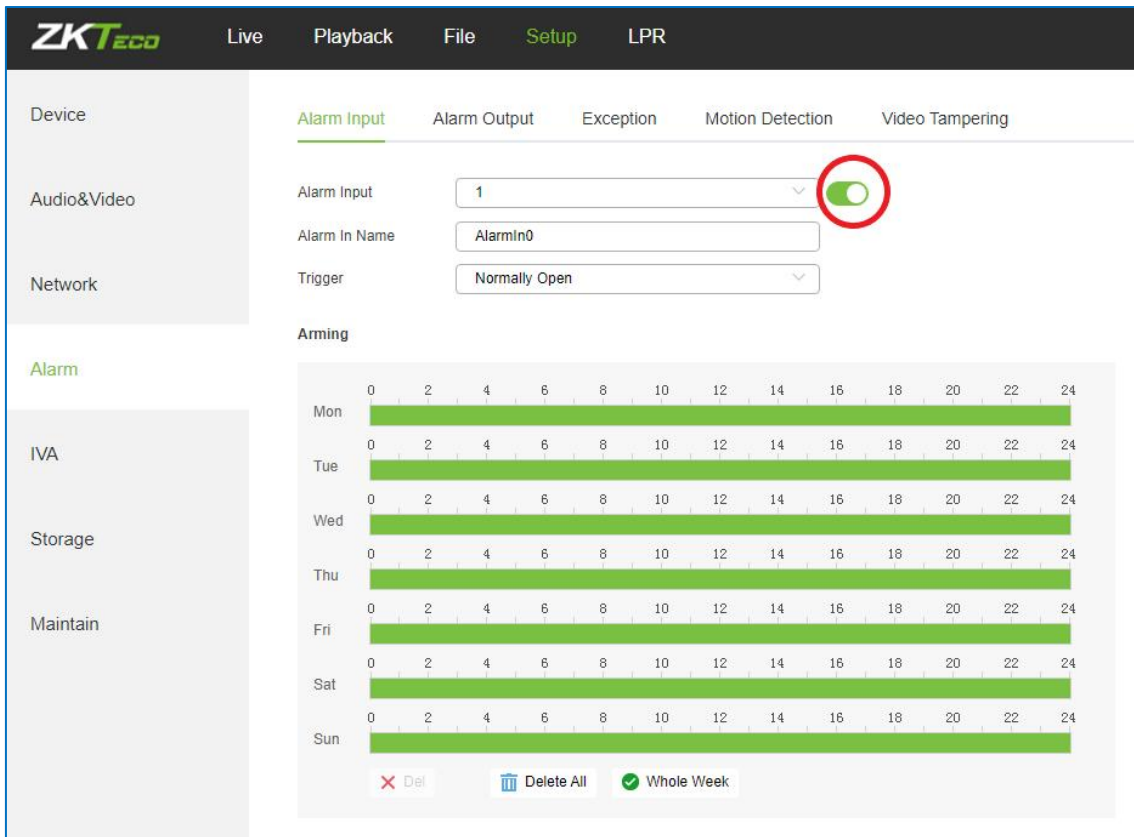 ZKTECO Live Playback File Setup LPR
Device
Audio&Video
Network
Alarm
IVA
Storage
Maintain
Alarm Input Alarm Output Exception Motion Detection Video Tampering
Alarm Input 1
Alarm In Name AlarmIn0
Trigger Normally Open
Arming
0 2 4 6 8 10 12 14 16 18 20 22 24
Mon
0 2 4 6 8 10 12 14 16 18 20 22 24
Tue
0 2 4 6 8 10 12 14 16 18 20 22 24
Wed
0 2 4 6 8 10 12 14 16 18 20 22 24
Thu
0 2 4 6 8 10 12 14 16 18 20 22 24
Fri
0 2 4 6 8 10 12 14 16 18 20 22 24
Sat
0 2 4 6 8 10 12 14 16 18 20 22 24
Sun
Del Delete All Whole Week